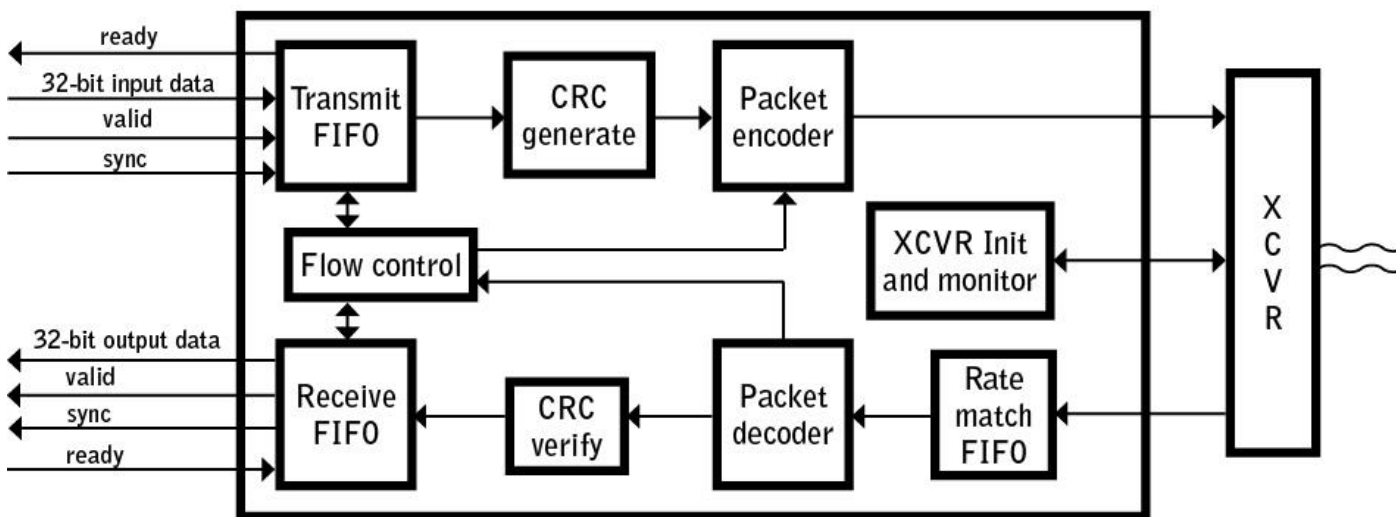 ready
32-bit input data
valid
sync
Transmit
FIFO
CRC
generate
Packet
encoder
Flow control
XCVR Init
and monitor
X
C
V
R
32-bit output data
valid
sync
ready
Receive
FIFO
CRC
verify
Packet
decoder
Rate
match
FIFO